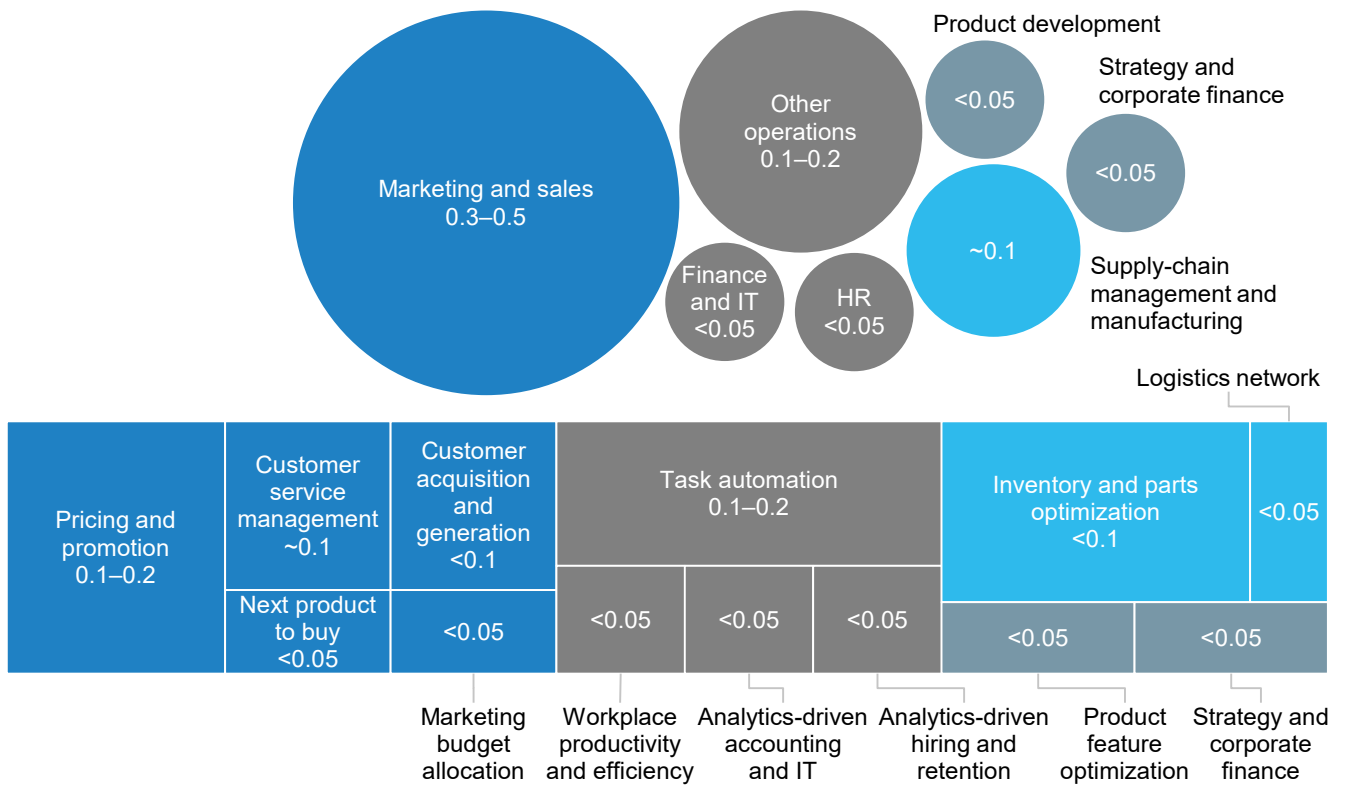 Product development
<0.05
Strategy and
corporate finance
<0.05
Other
operations
0.1–0.2
Marketing and sales
0.3–0.5
~0.1
Supply-chain
management and
manufacturing
Finance
and IT
<0.05
HR
<0.05
Logistics network
Pricing and
promotion
0.1–0.2
Customer
service
management
~0.1
Customer
acquisition
and
generation
<0.1
Task automation
0.1–0.2
Inventory and parts
optimization
<0.1
<0.05
Next product
to buy
<0.05
<0.05
<0.05
<0.05
<0.05
<0.05
<0.05
Marketing
budget
allocation
Workplace
productivity
and efficiency
Analytics-driven
accounting
and IT
Analytics-driven
hiring and
retention
Product
feature
optimization
Strategy and
corporate
finance